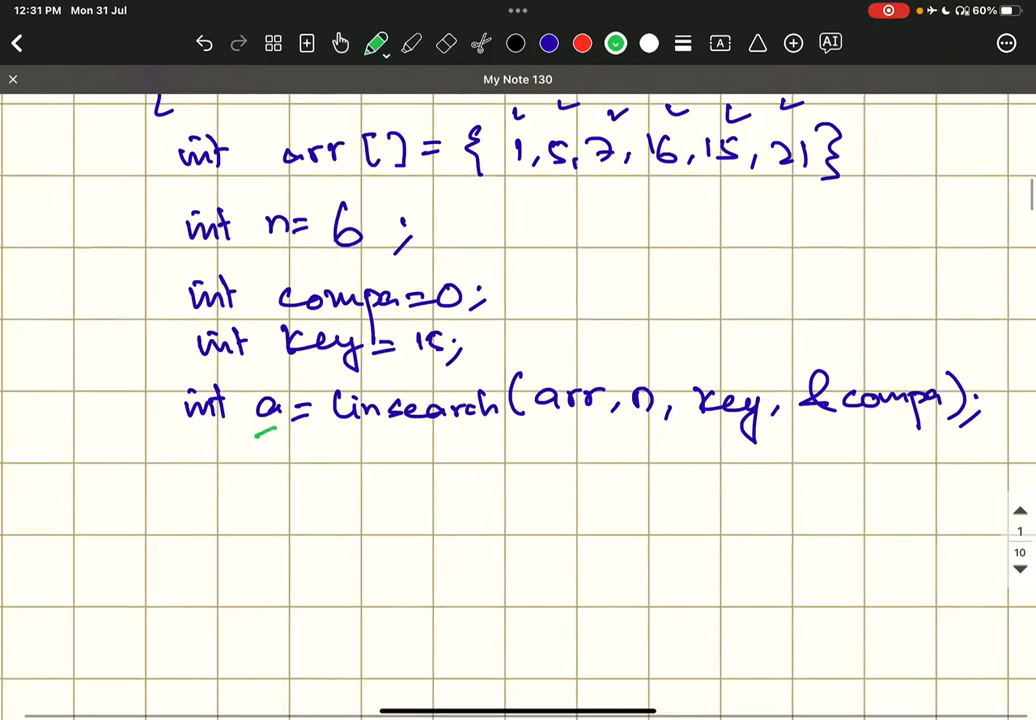 12:31 PM Mon 31 Jul 60%
A AI
My Note 130
int arr [] = { 1, 5, 7, 16, 15, 21 }
int n= 6 ;
int compa=0;
int key= 15;
int a= linsearch(arr, n, key, &compa);
1
10